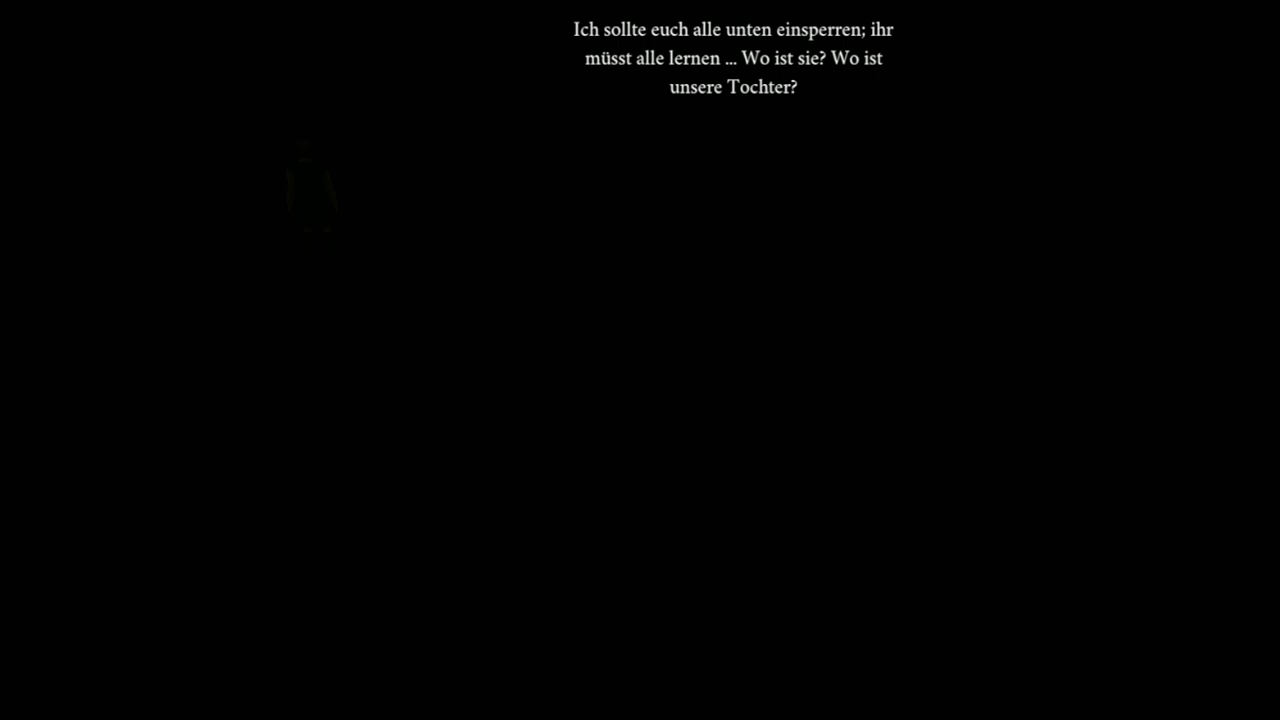 Ich sollte euch alle unten einsperren; ihr
müsst alle lernen ... Wo ist sie? Wo ist
unsere Tochter?